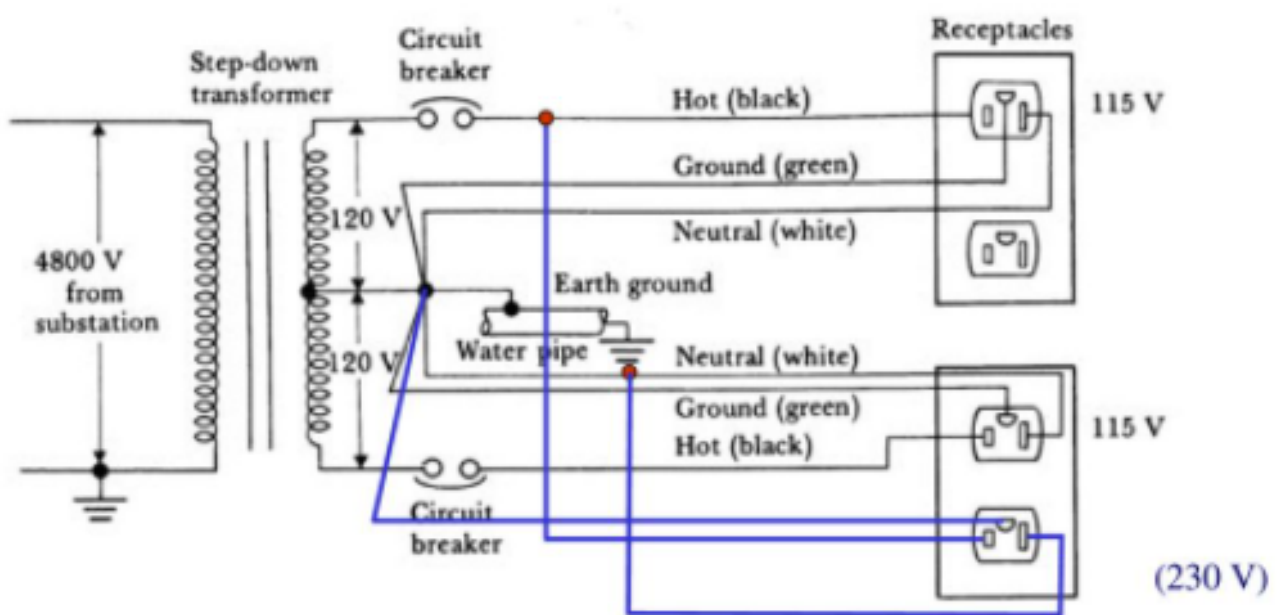 Receptacles
Circuit
breaker
Step-down
transformer
Hot (black)
115 V
Ground (green)
120 V
Neutral (white)
4800 V
from
substation
Earth ground
Water pipe
120 V
Neutral (white)
Ground (green)
Hot (black)
115 V
Circuit
breaker
(230 V)